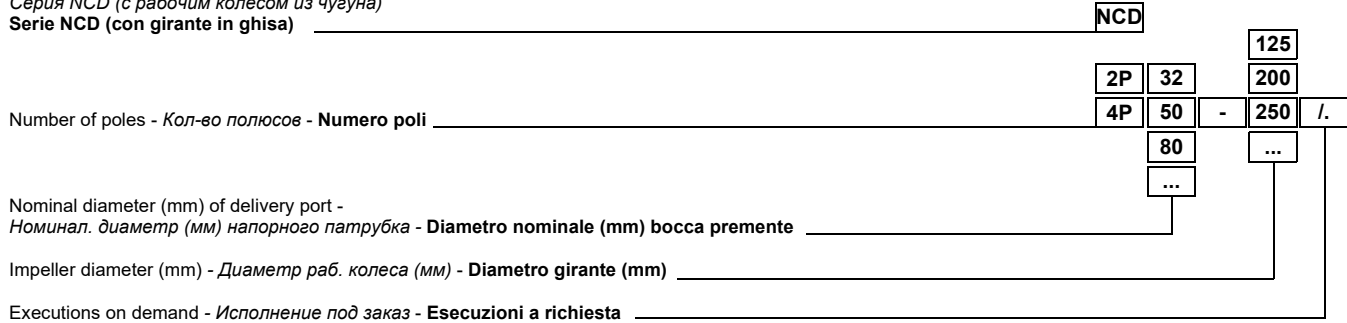 Серия NCD (с рабочим колесом из чугуна)
Serie NCD (con girante in ghisa)
NCD
125
2P 32 200
Number of poles - Кол-во полюсов - Numero poli
4P 50 - 250 /.
80 ...
...
Nominal diameter (mm) of delivery port -
Номинал. диаметр (мм) напорного патрубка - Diametro nominale (mm) bocca premente
Impeller diameter (mm) - Диаметр раб. колеса (мм) - Diametro girante (mm)
Executions on demand - Исполнение под заказ - Esecuzioni a richiesta